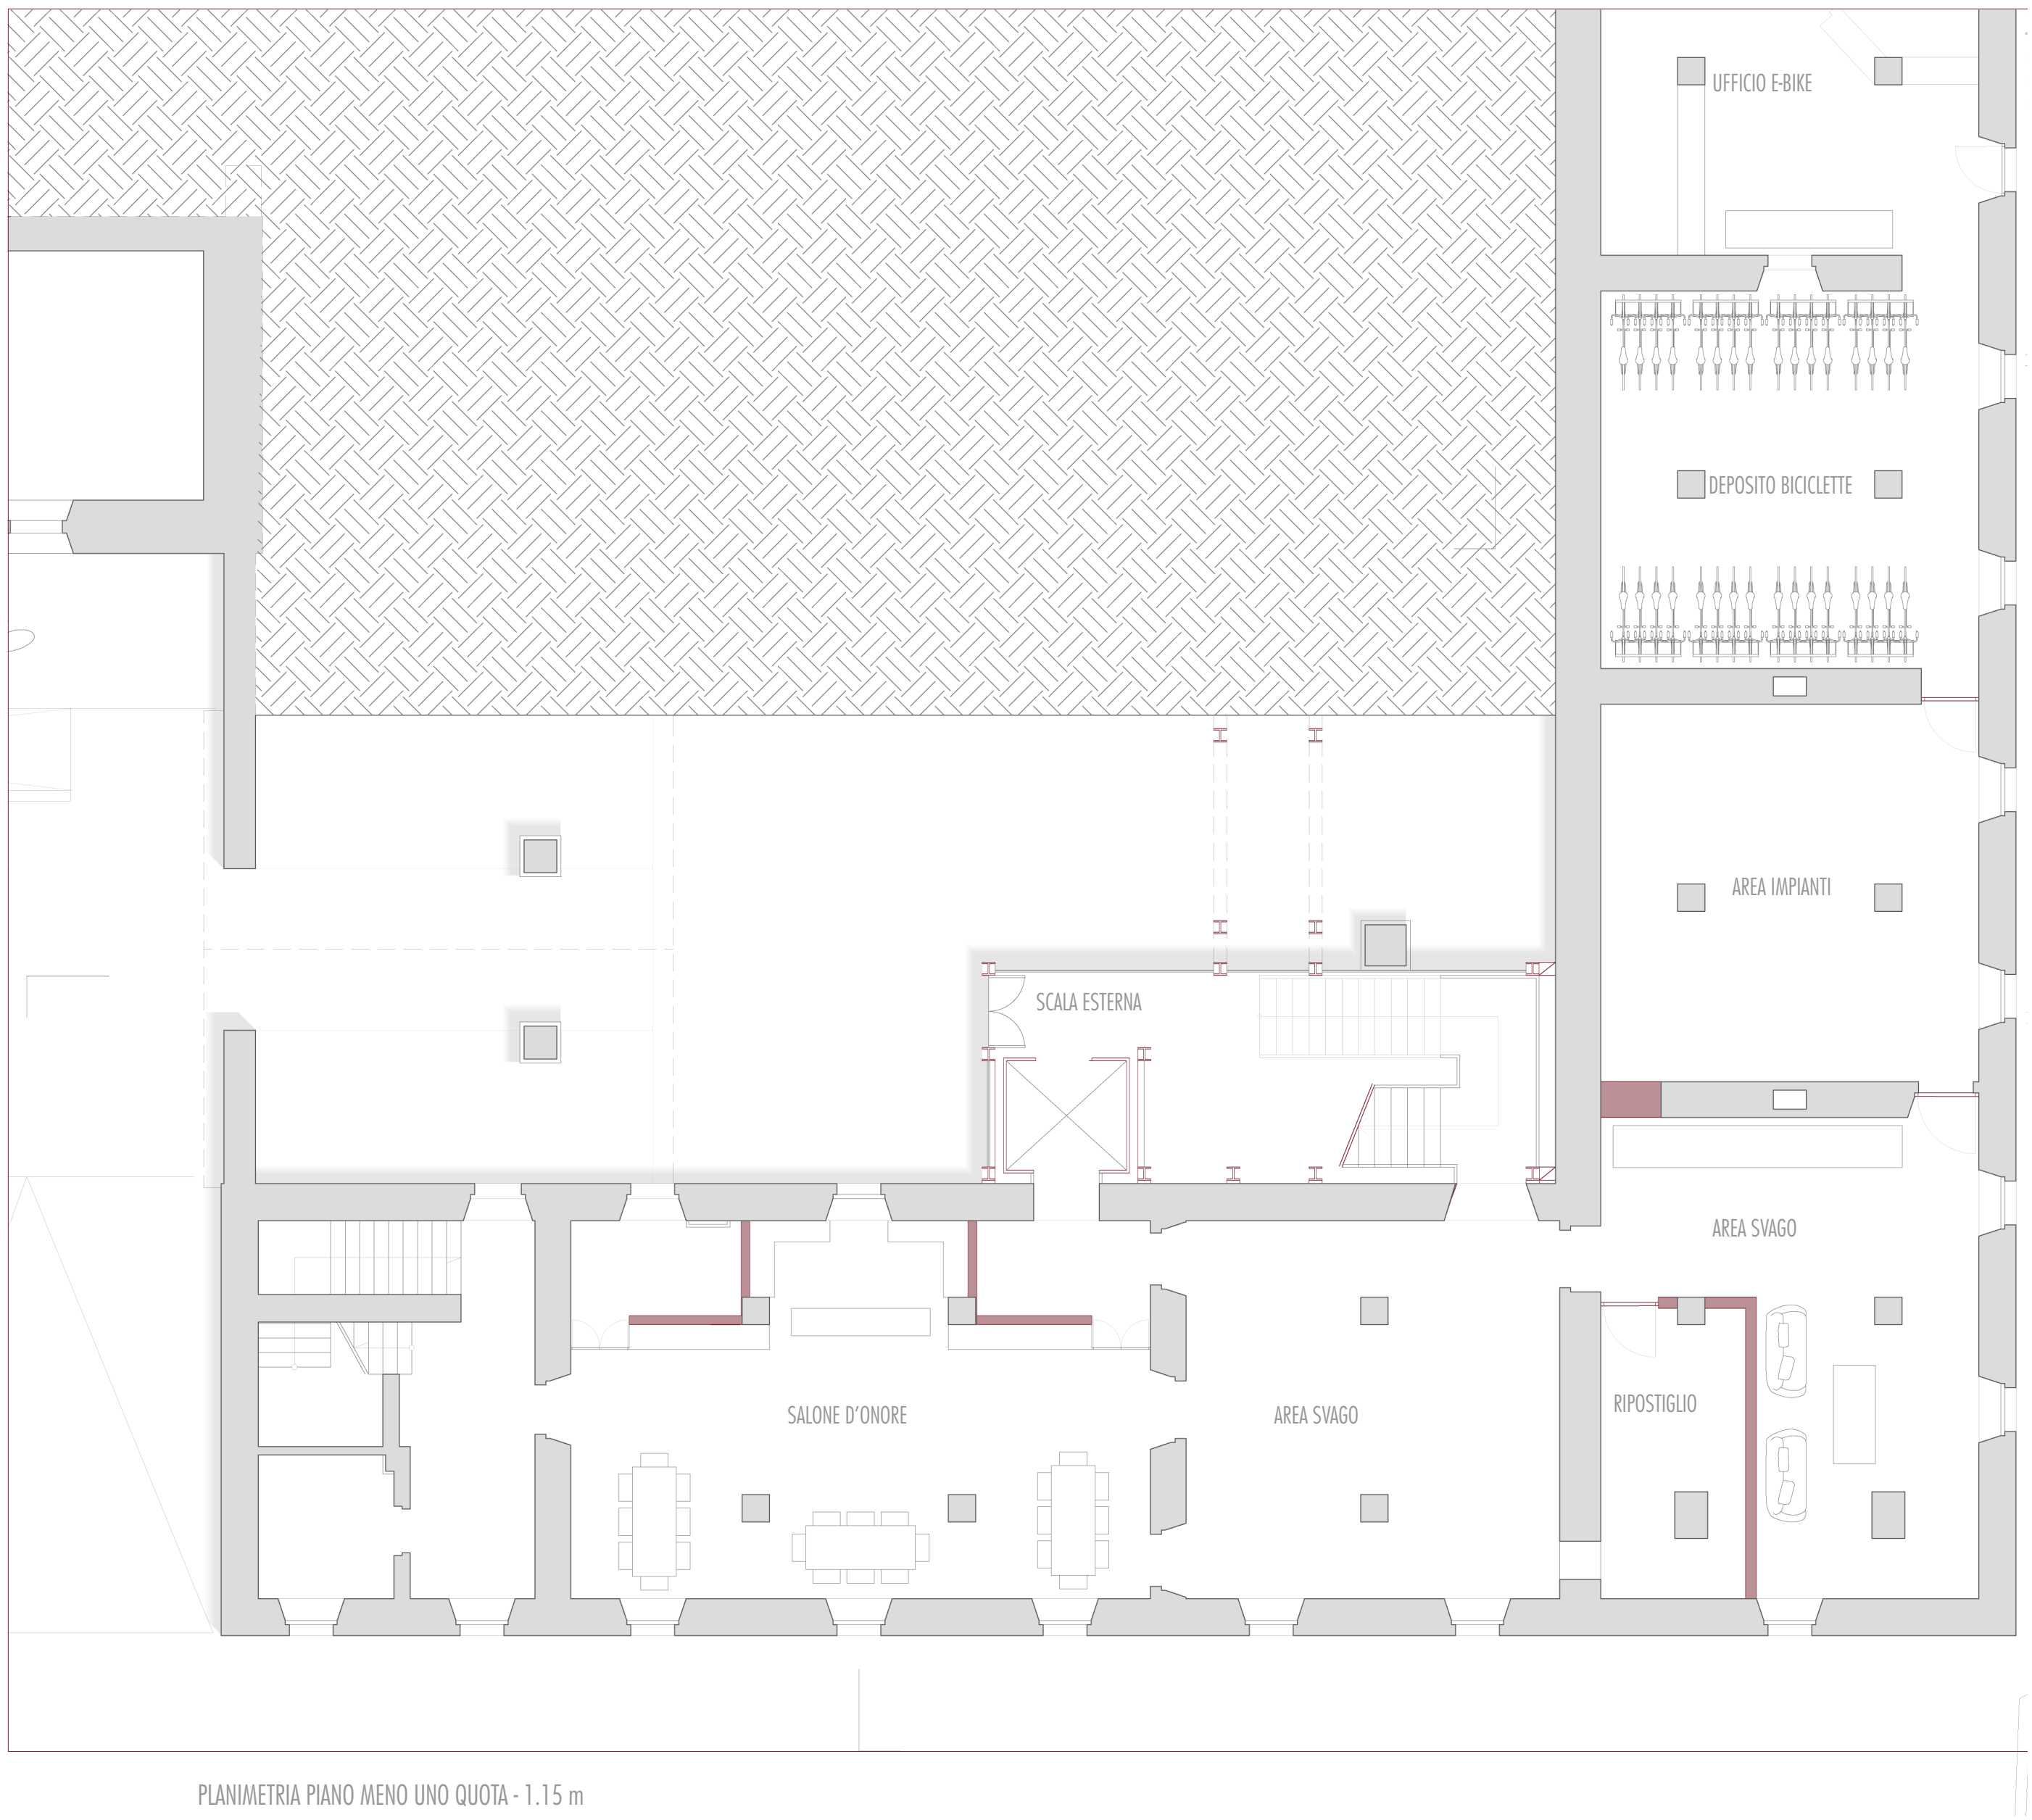 UFFICIO E-BIKE
DEPOSITO BICICLETTE
AREA IMPIANTI
SCALA ESTERNA
AREA SVAGO
RIPOSTIGLIO
SALONE D'ONORE
AREA SVAGO
PLANIMETRIA PIANO MENO UNO QUOTA - 1.15 m